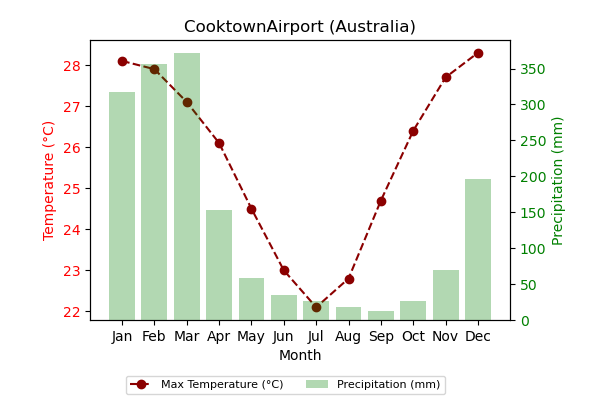 CooktownAirport (Australia)
28
27
26
25
24
23
22
Temperature (°C)
350
300
250
200
150
100
50
0
Precipitation (mm)
Jan Feb Mar Apr May Jun Jul Aug Sep Oct Nov Dec
Month
Max Temperature (°C) Precipitation (mm)